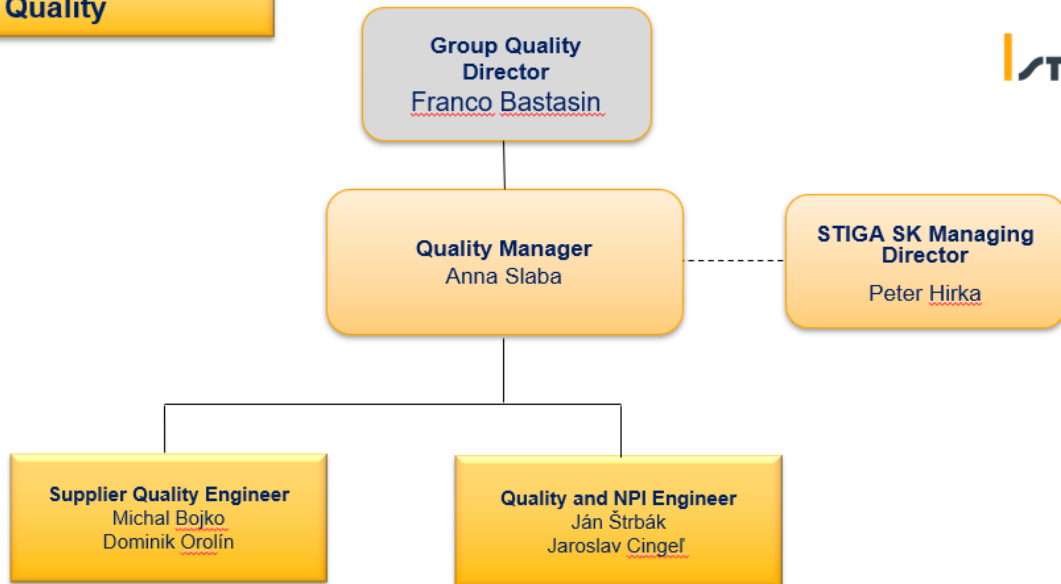 Quality
Group Quality
Director
Franco Bastasin
Quality Manager
Anna Slaba
STIGA SK Managing
Director
Peter Hirka
Supplier Quality Engineer
Michal Bojko
Dominik Orolín
Quality and NPI Engineer
Ján Štrbák
Jaroslav Cingeľ